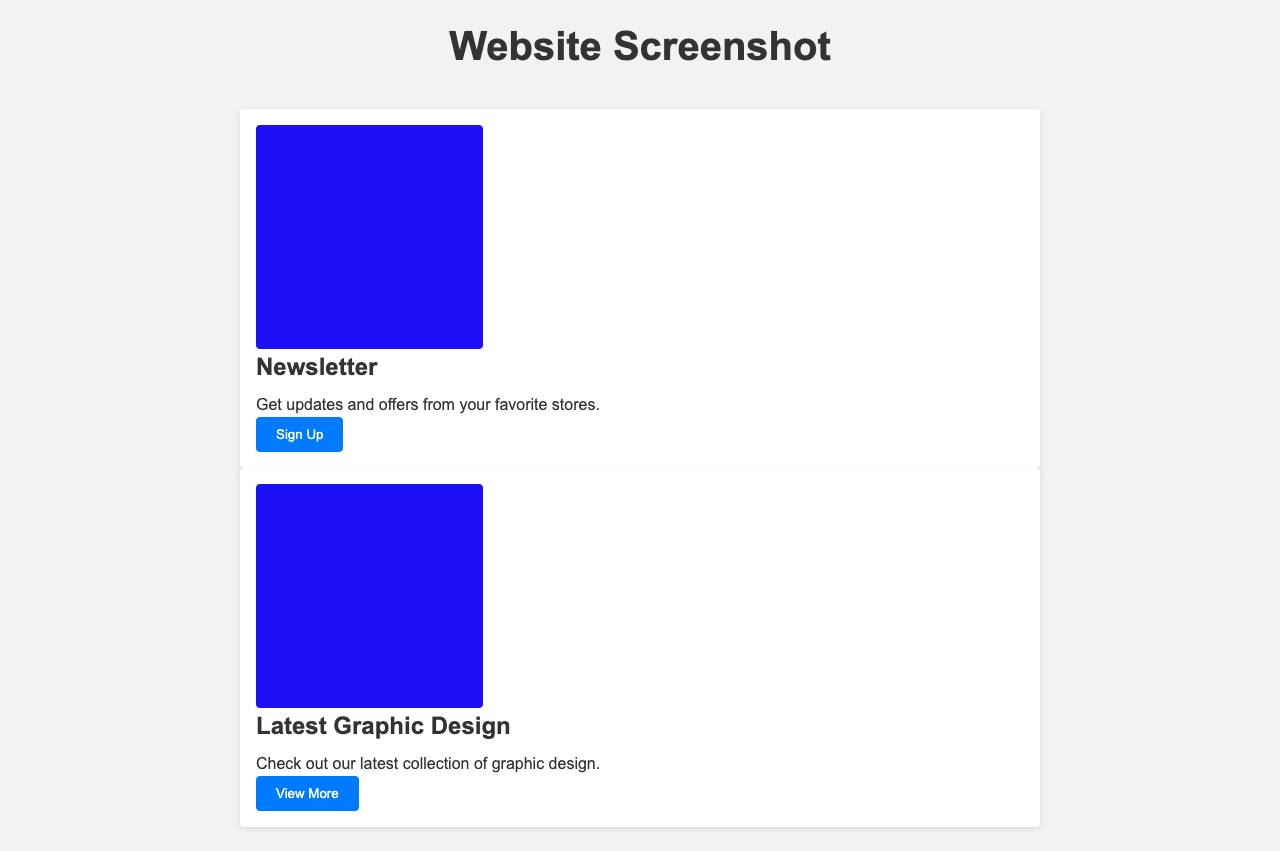 Website Screenshot
Newsletter
Get updates and offers from your favorite stores.
Sign Up
Latest Graphic Design
Check out our latest collection of graphic design.
View More